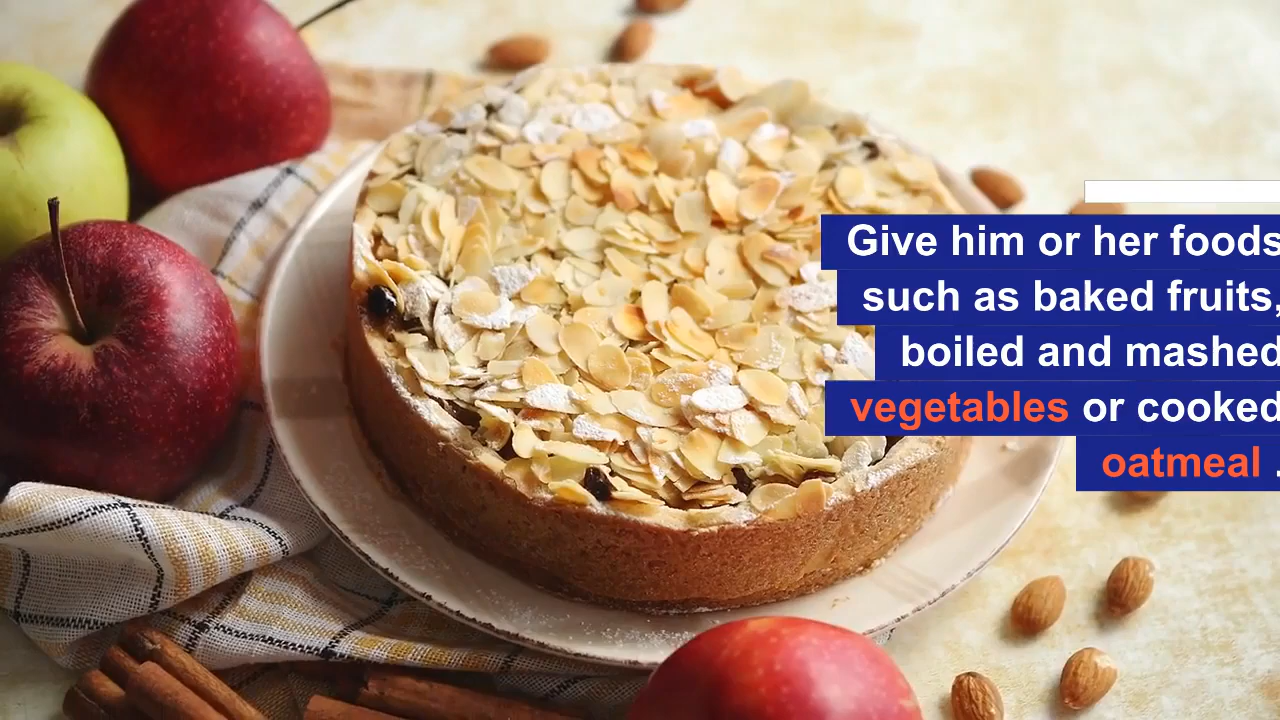 Give him or her foods
such as baked fruits,
boiled and mashed
vegetables or cooked
oatmeal .